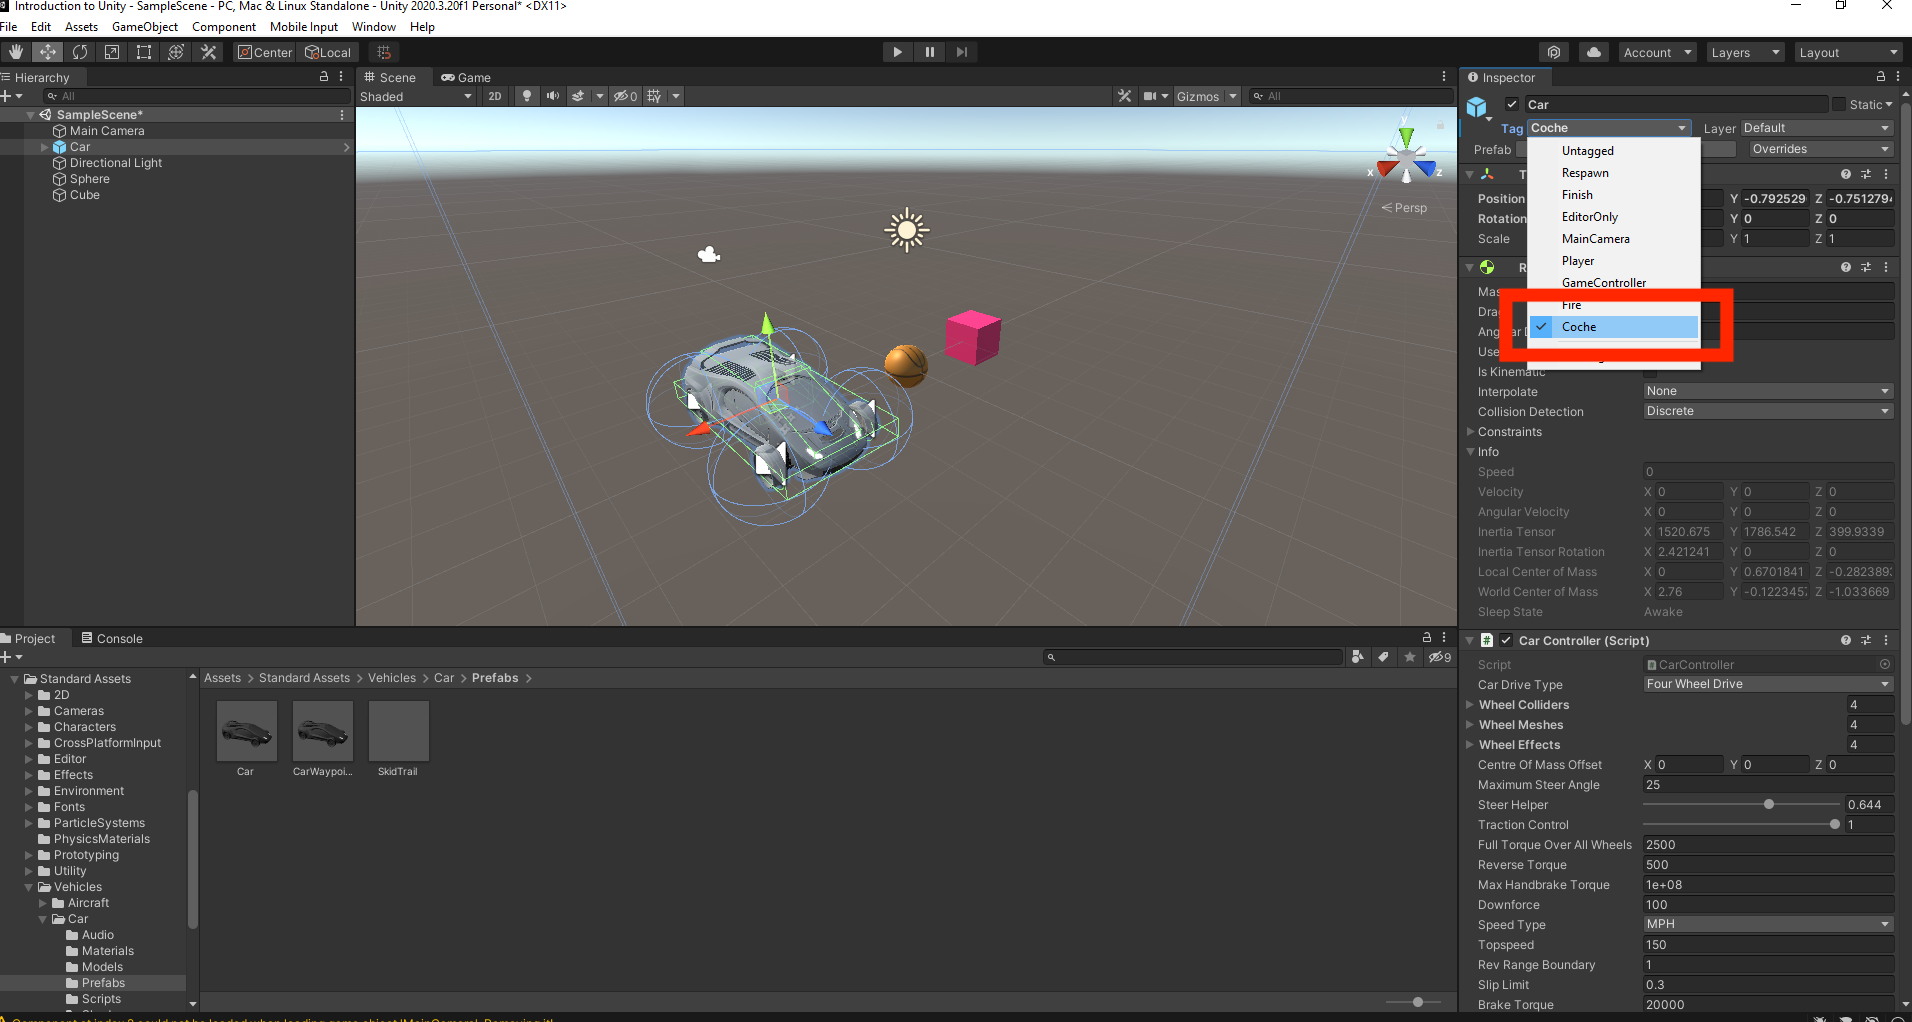 Introduction to Unity - SampleScene - PC, Mac & Linux Standalone - Unity 2020.3.20f1 Personal* <DX11>
File Edit Assets GameObject Component Mobile Input Window Help
Center Local Account Layers Layout
Hierarchy
All
SampleScene*
Main Camera
Car
Directional Light
Sphere
Cube
Scene Game
Shaded 2D 0 Gizmos All
y
x z
Persp
Inspector
Car Static
Tag Coche Layer Default
Prefab Overrides
Untagged
Respawn
Finish
EditorOnly
MainCamera
Player
GameController
Fire
Coche
T
Position Y -0.792529 Z -0.7512794
Rotation Y 0 Z 0
Scale Y 1 Z 1
R
Mas
Drag
Angular D
Use
Is Kinematic
Interpolate None
Collision Detection Discrete
Constraints
Info
Speed 0
Velocity X 0 Y 0 Z 0
Angular Velocity X 0 Y 0 Z 0
Inertia Tensor X 1520.675 Y 1786.542 Z 399.9339
Inertia Tensor Rotation X 2.421241 Y 0 Z 0
Local Center of Mass X 0 Y 0.6701841 Z -0.282389
World Center of Mass X 2.76 Y -0.122345 Z -1.033669
Sleep State Awake
Car Controller (Script)
Script CarController
Car Drive Type Four Wheel Drive
Wheel Colliders 4
Wheel Meshes 4
Wheel Effects 4
Centre Of Mass Offset X 0 Y 0 Z 0
Maximum Steer Angle 25
Steer Helper 0.644
Traction Control 1
Full Torque Over All Wheels 2500
Reverse Torque 500
Max Handbrake Torque 1e+08
Downforce 100
Speed Type MPH
Topspeed 150
Rev Range Boundary 1
Slip Limit 0.3
Brake Torque 20000
Project Console
9
Standard Assets
2D
Cameras
Characters
CrossPlatformInput
Editor
Effects
Environment
Fonts
ParticleSystems
PhysicsMaterials
Prototyping
Utility
Vehicles
Aircraft
Car
Audio
Materials
Models
Prefabs
Scripts
Assets > Standard Assets > Vehicles > Car > Prefabs >
Car CarWaypoi... SkidTrail